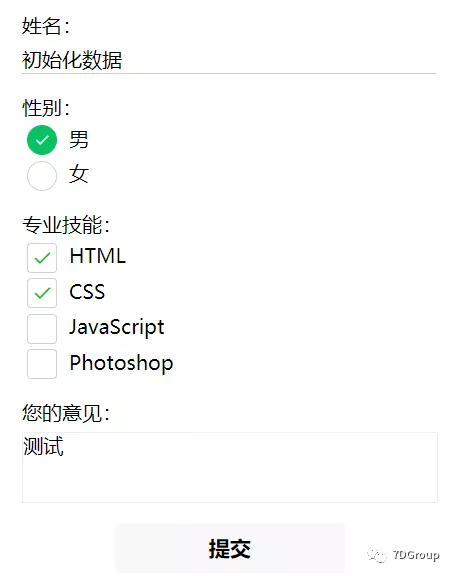 姓名：
初始化数据
性别：
男
女
专业技能：
HTML
CSS
JavaScript
Photoshop
您的意见：
测试
提交
7DGroup